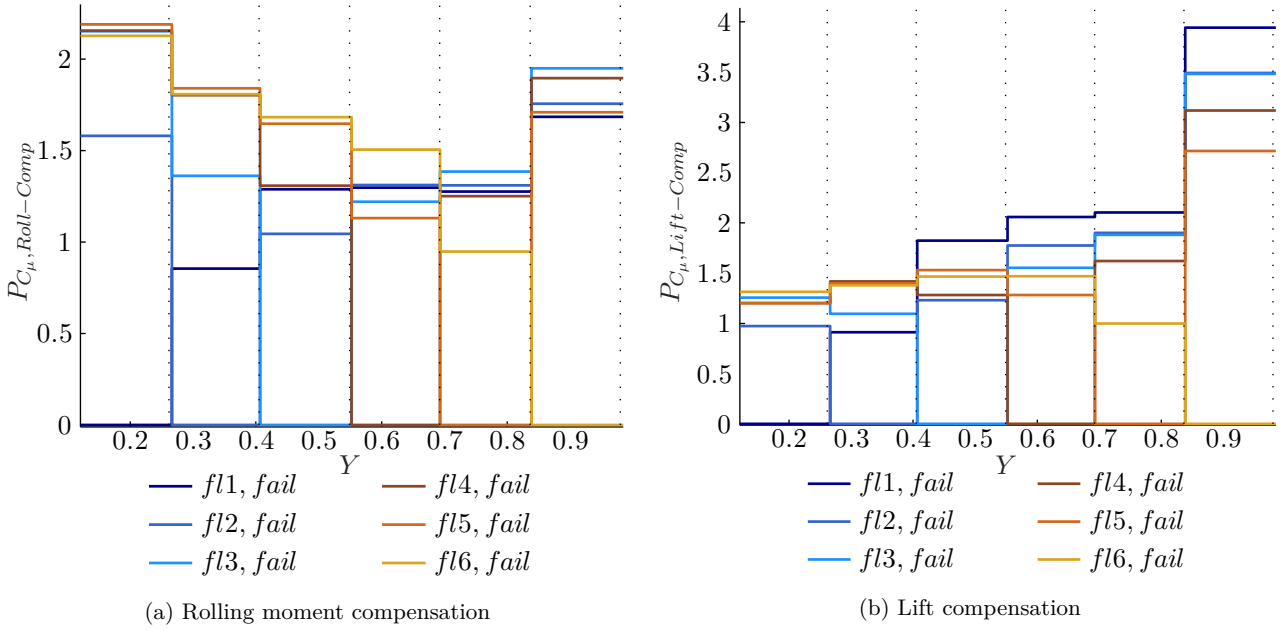 2
1.5
1
0.5
0
P_{C_μ,Roll−Comp}
0.2 0.3 0.4 0.5 0.6 0.7 0.8 0.9
Y
fl1, fail fl4, fail
fl2, fail fl5, fail
fl3, fail fl6, fail
(a) Rolling moment compensation
4
3.5
3
2.5
2
1.5
1
0.5
0
P_{C_μ,Lift−Comp}
0.2 0.3 0.4 0.5 0.6 0.7 0.8 0.9
Y
fl1, fail fl4, fail
fl2, fail fl5, fail
fl3, fail fl6, fail
(b) Lift compensation